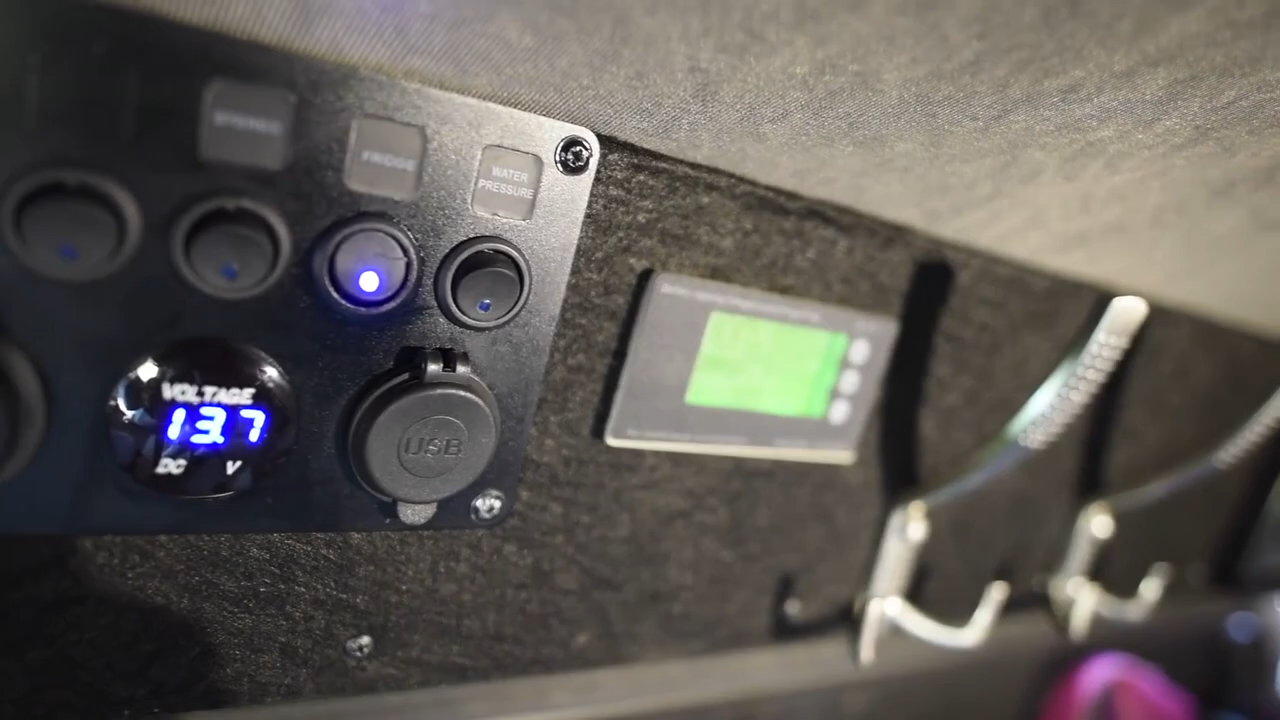 STEREO
FRIDGE
WATER
PRESSURE
VOLTAGE
13.7
DC V
USB